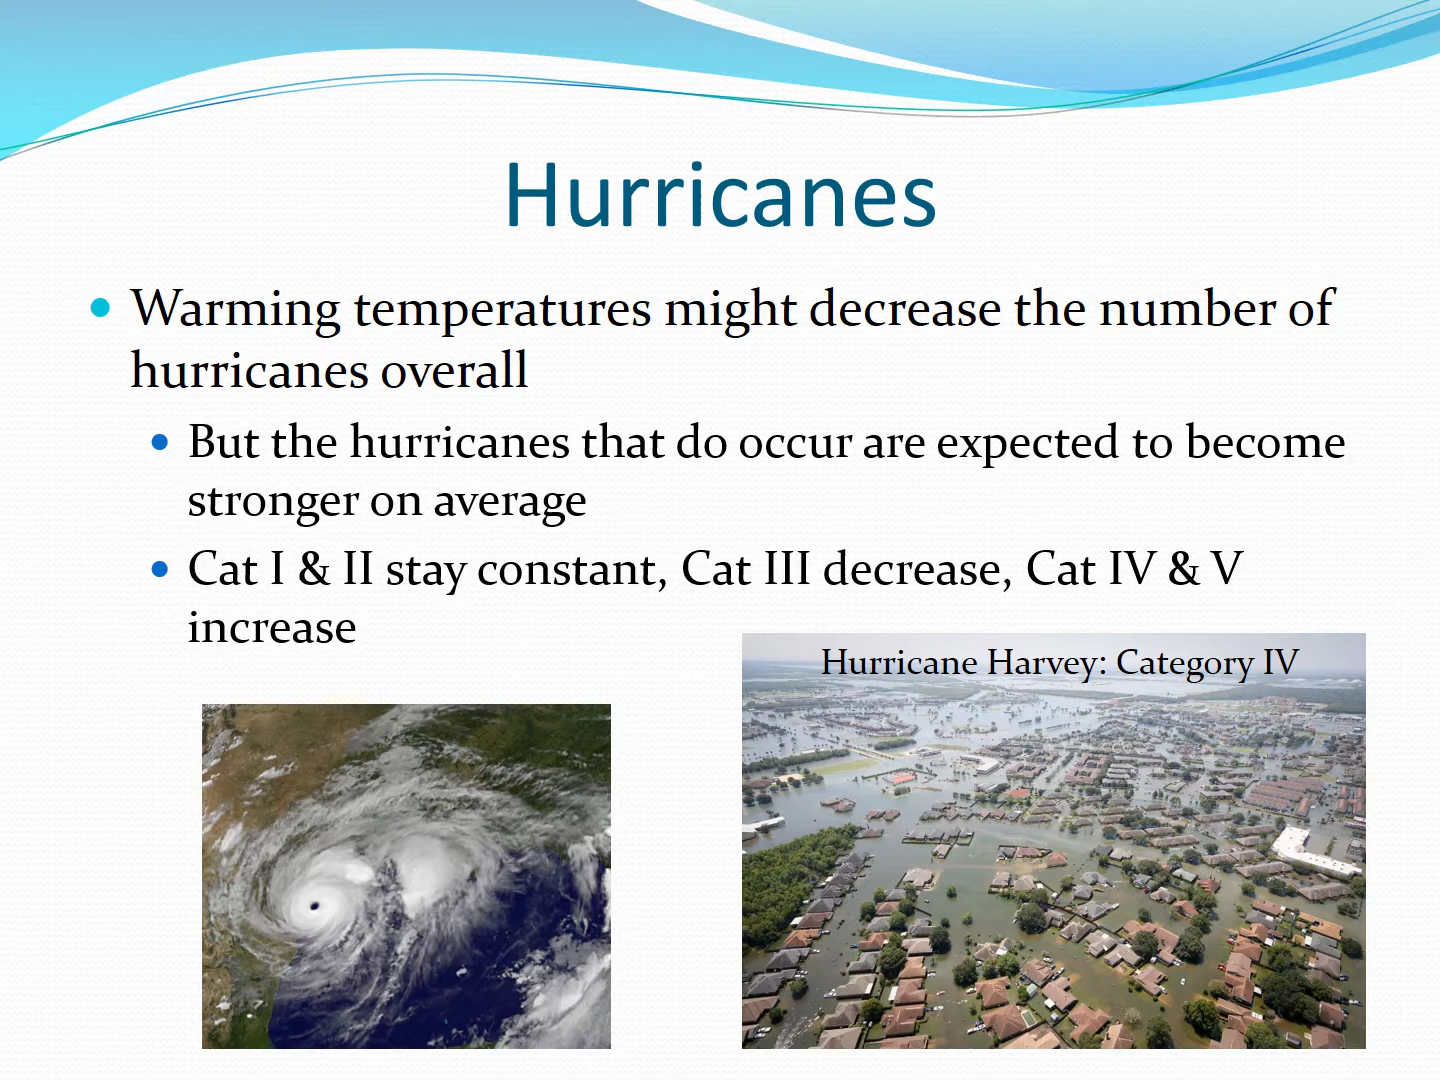 Hurricanes
• Warming temperatures might decrease the number of
hurricanes overall
• But the hurricanes that do occur are expected to become
stronger on average
• Cat I & II stay constant, Cat III decrease, Cat IV & V
increase
Hurricane Harvey: Category IV